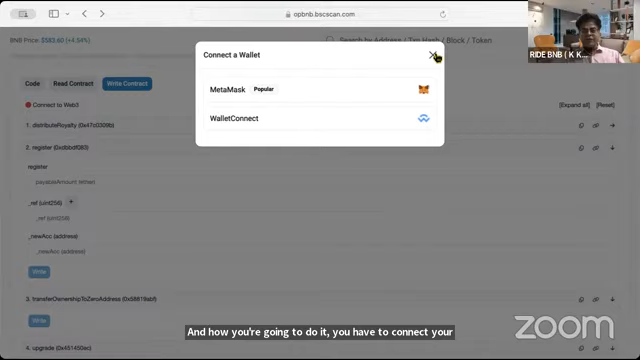 opbnb.bscscan.com
BNB Price: $583.60 (+4.54%)
Search by Address / Txn Hash / Block / Token
RIDE BNB ( K K...
Connect a Wallet
MetaMask Popular
WalletConnect
Code Read Contract Write Contract
Connect to Web3
[Expand all] [Reset]
1. distributeRoyalty (0x47c0309b)
2. register (0xdbbdf083)
register
payableAmount (ether)
_ref (uint256) +
_ref (uint256)
_newAcc (address)
_newAcc (address)
Write
3. transferOwnershipToZeroAddress (0x58819abf)
Write
4. upgrade (0x451450ec)
And how you're going to do it, you have to connect your
zoom